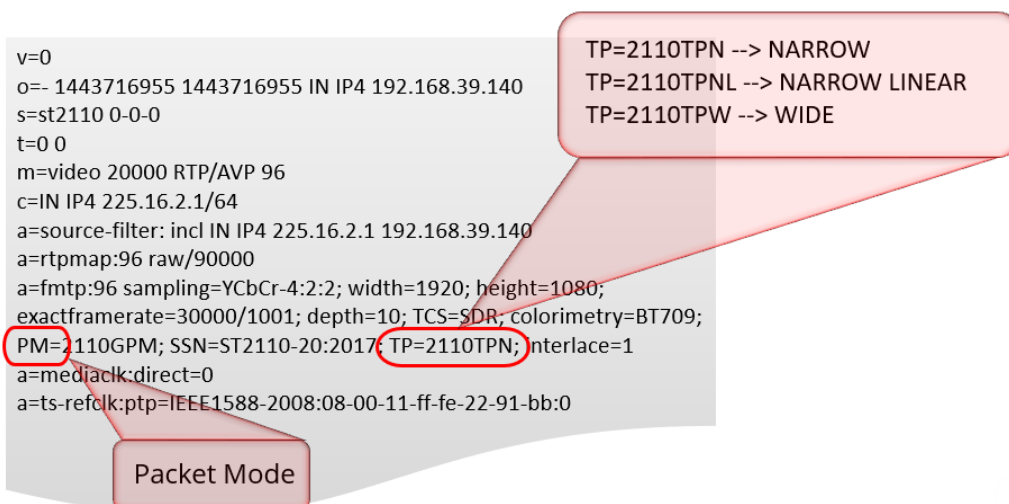 v=0
o=- 1443716955 1443716955 IN IP4 192.168.39.140
s=st2110 0-0-0
t=0 0
m=video 20000 RTP/AVP 96
c=IN IP4 225.16.2.1/64
a=source-filter: incl IN IP4 225.16.2.1 192.168.39.140
a=rtpmap:96 raw/90000
a=fmtp:96 sampling=YCbCr-4:2:2; width=1920; height=1080;
exactframerate=30000/1001; depth=10; TCS=SDR; colorimetry=BT709;
PM=2110GPM; SSN=ST2110-20:2017; TP=2110TPN; interlace=1
a=mediaclk:direct=0
a=ts-refclk:ptp=IEEE1588-2008:08-00-11-ff-fe-22-91-bb:0
TP=2110TPN --> NARROW
TP=2110TPNL --> NARROW LINEAR
TP=2110TPW --> WIDE
Packet Mode